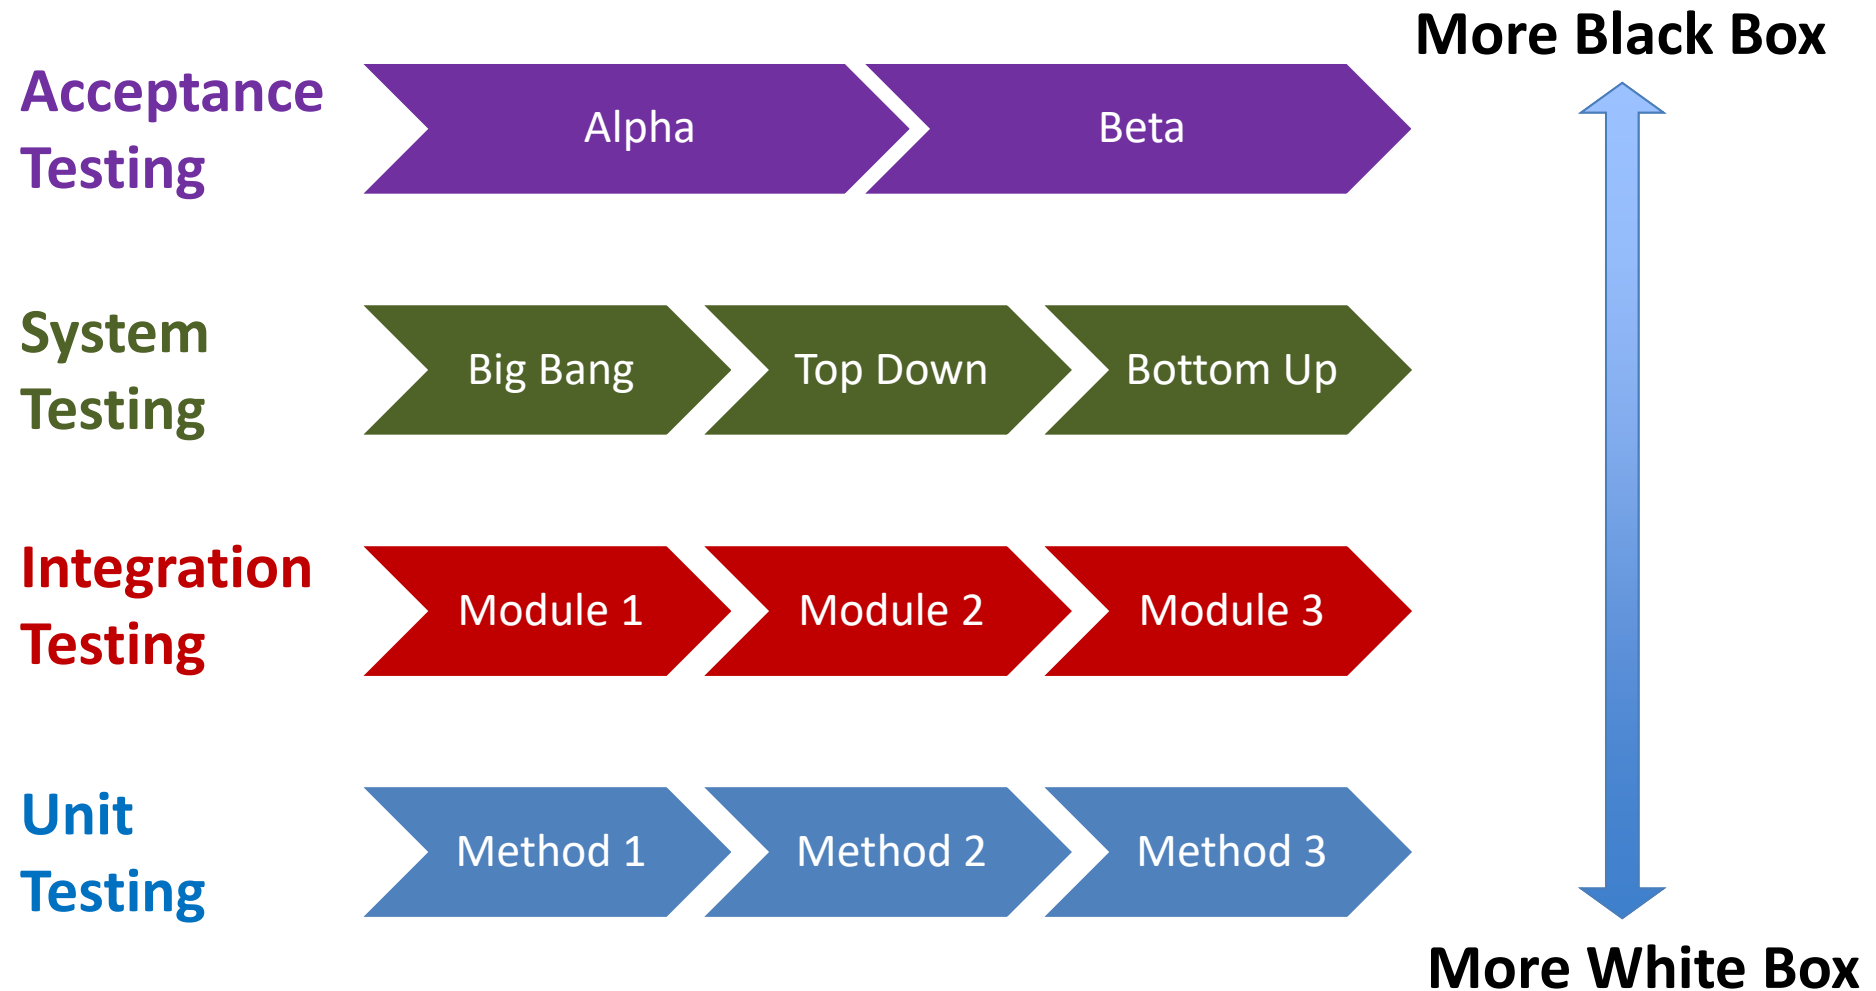 More Black Box
Acceptance
Testing
Alpha
Beta
System
Testing
Big Bang
Top Down
Bottom Up
Integration
Testing
Module 1
Module 2
Module 3
Unit
Testing
Method 1
Method 2
Method 3
More White Box